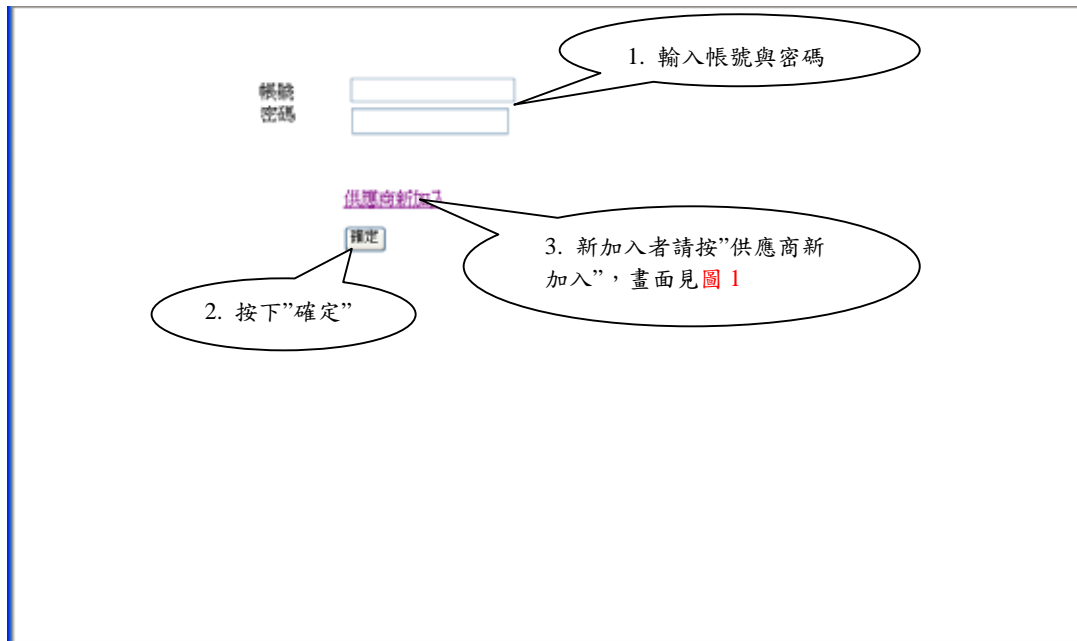 1. 輸入帳號與密碼
帳號
密碼
供應商新加入
3. 新加入者請按”供應商新
加入”，畫面見圖 1
確定
2. 按下”確定”